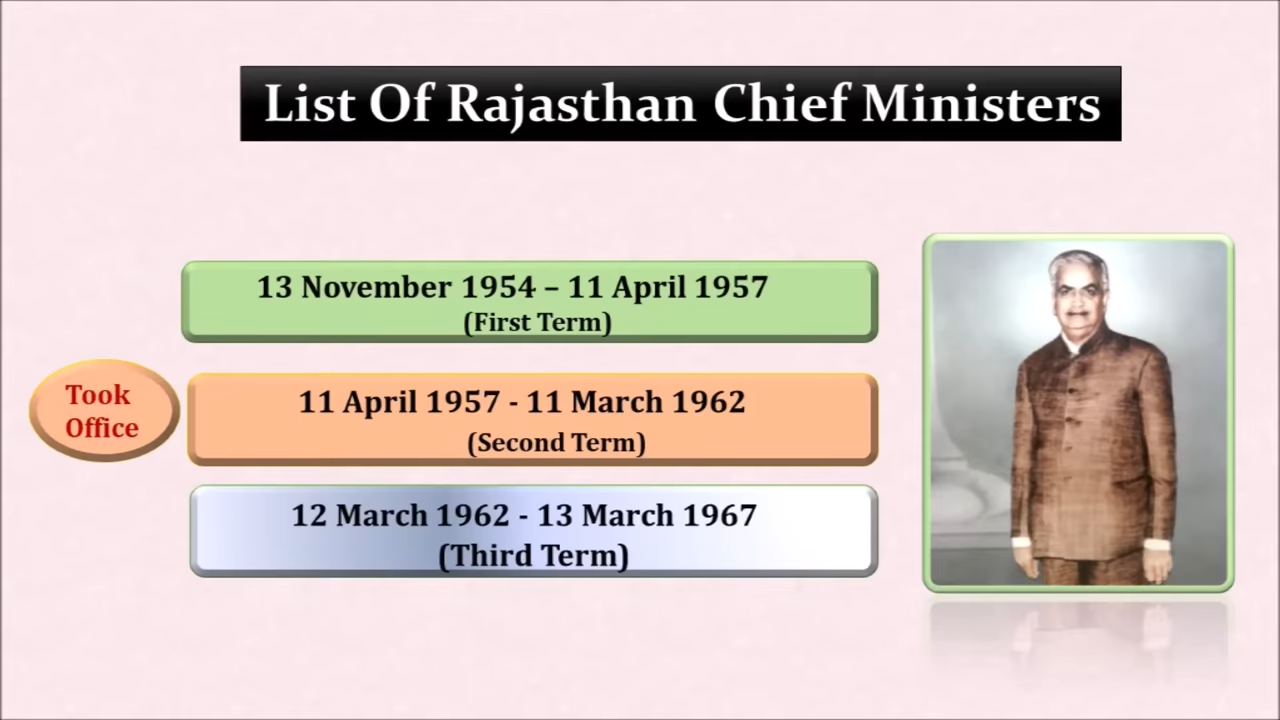 List Of Rajasthan Chief Ministers
13 November 1954 – 11 April 1957
(First Term)
Took
Office
11 April 1957 - 11 March 1962
(Second Term)
12 March 1962 - 13 March 1967
(Third Term)